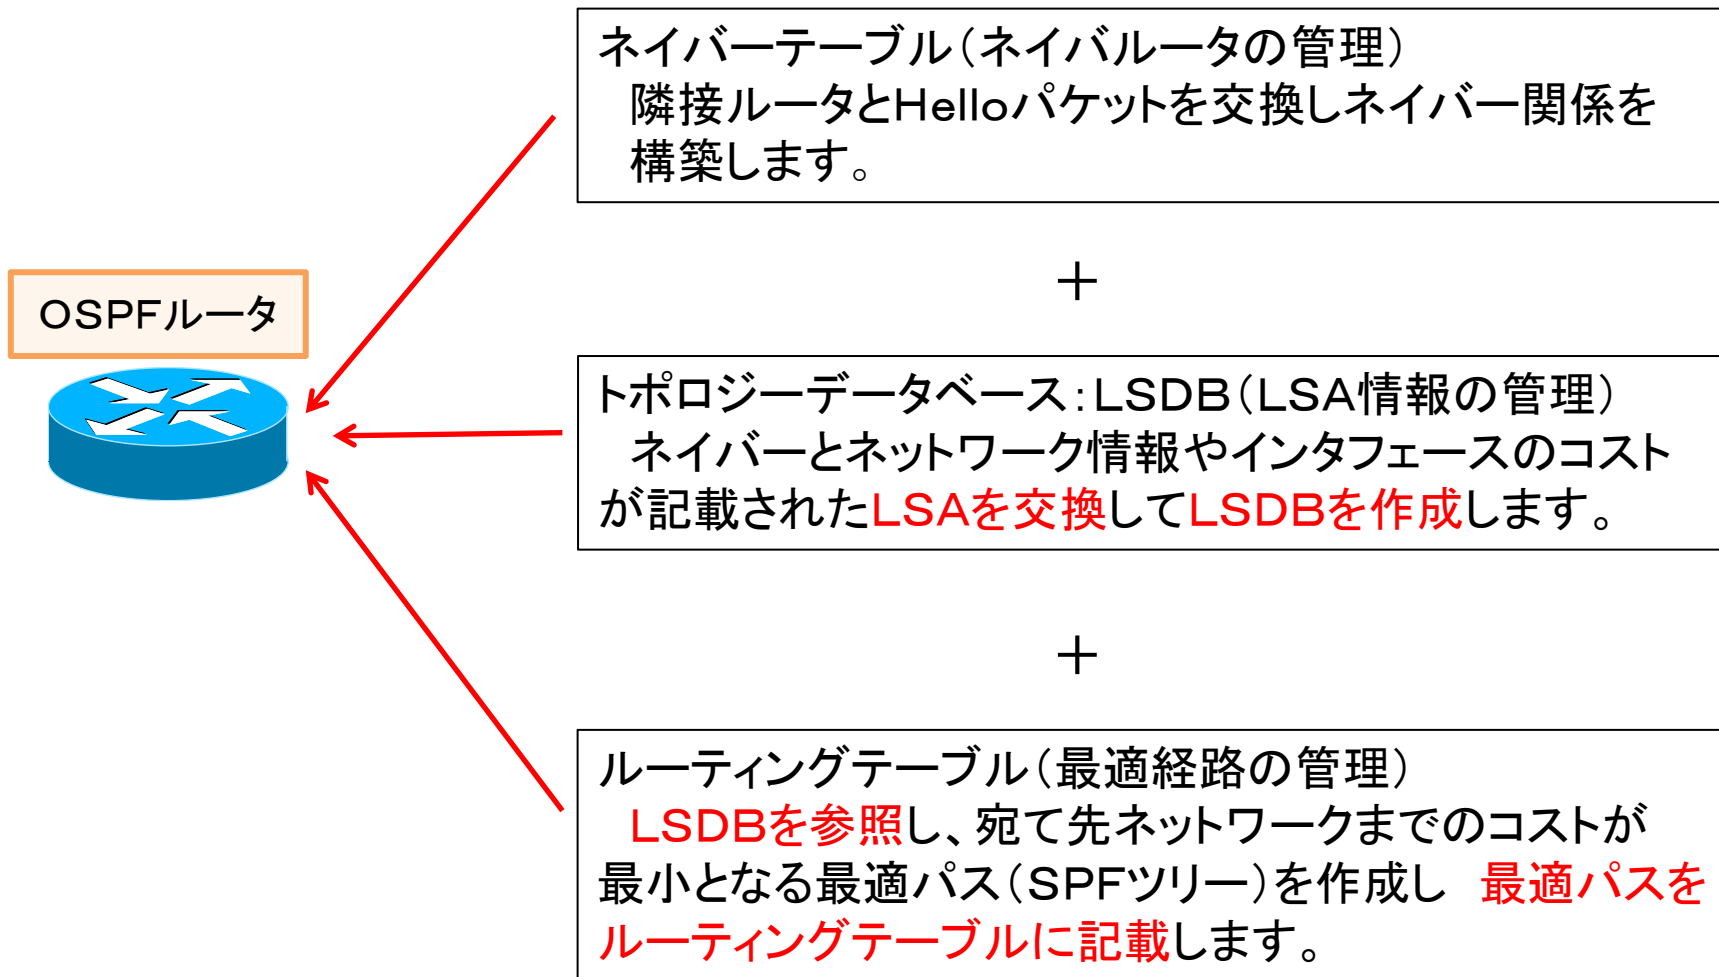 ネイバーテーブル（ネイバルータの管理）
隣接ルータとHelloパケットを交換しネイバー関係を
構築します。
＋
OSPFルータ
トポロジーデータベース：LSDB（LSA情報の管理）
ネイバーとネットワーク情報やインタフェースのコスト
が記載されたLSAを交換してLSDBを作成します。
＋
ルーティングテーブル（最適経路の管理）
LSDBを参照し、宛て先ネットワークまでのコストが
最小となる最適パス（SPFツリー）を作成し　最適パスを
ルーティングテーブルに記載します。